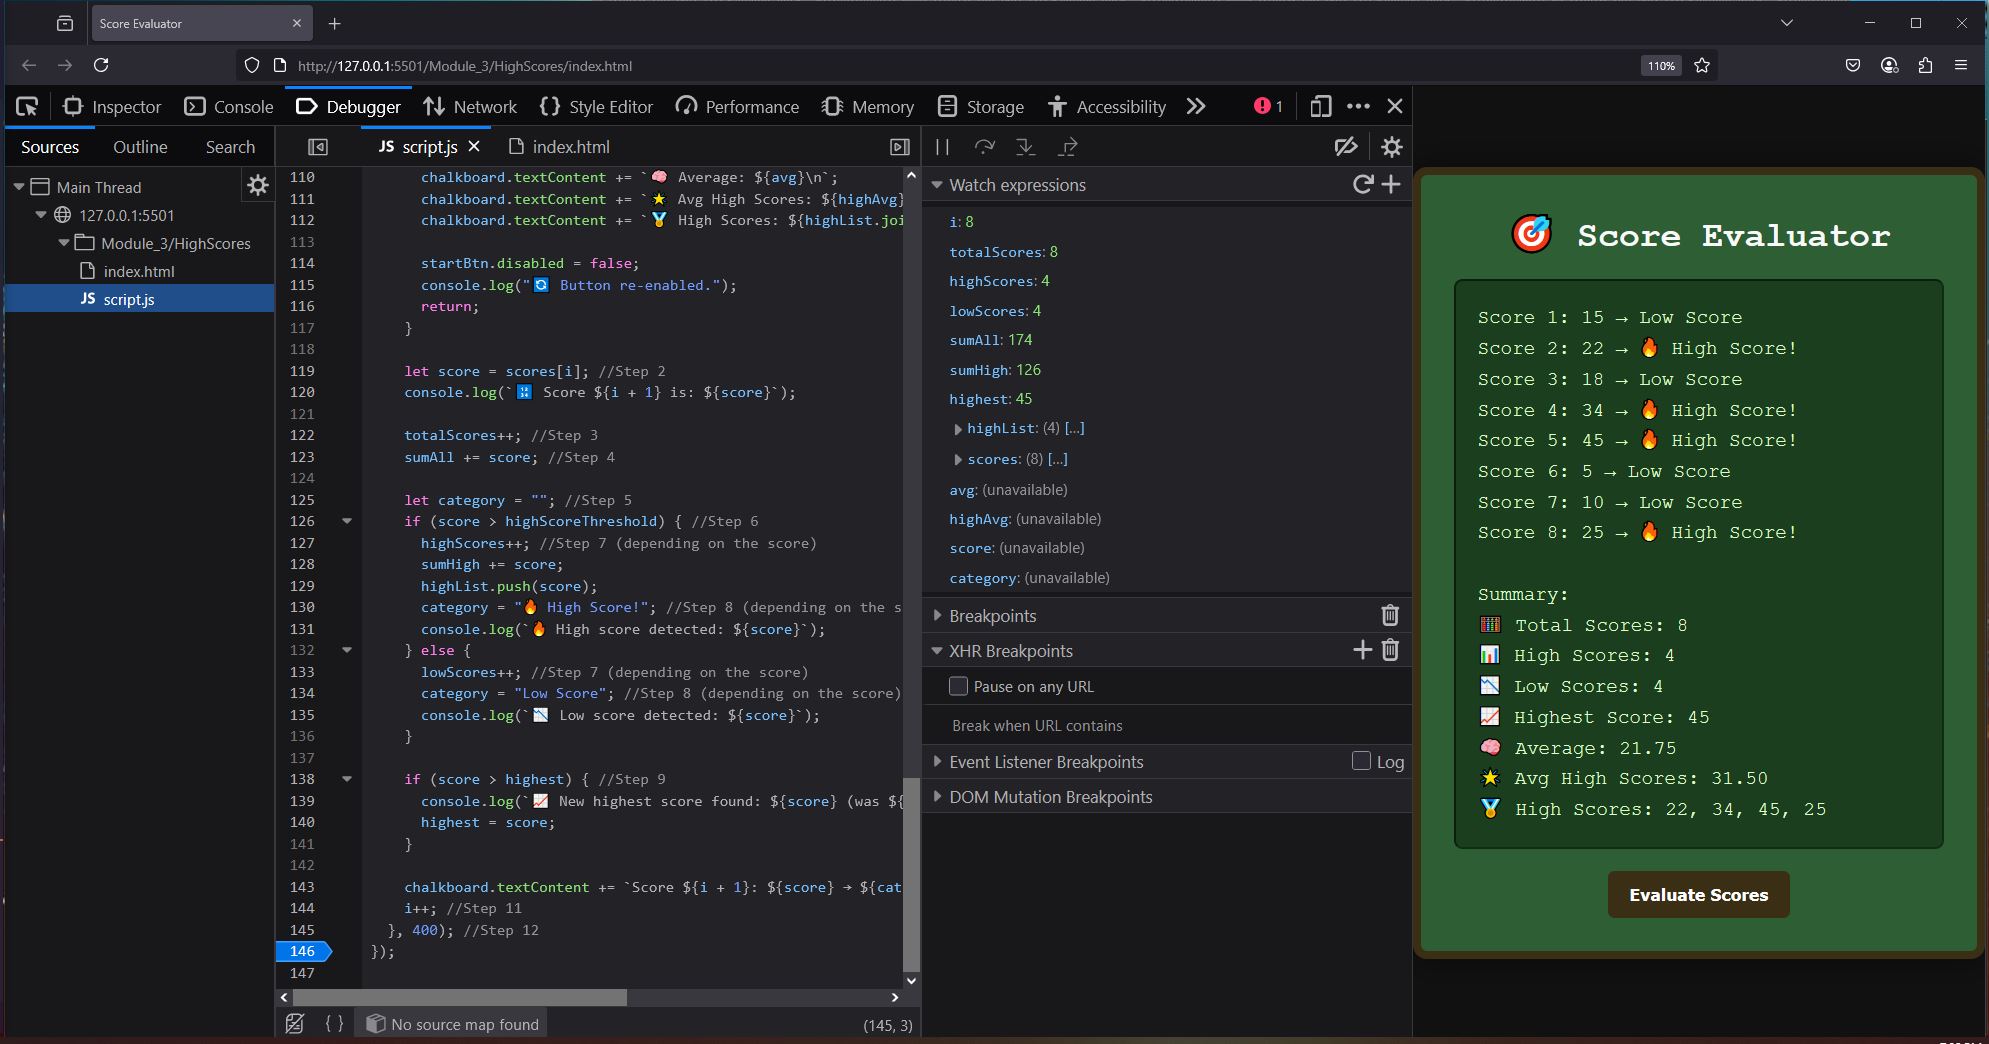 Score Evaluator
http://127.0.0.1:5501/Module_3/HighScores/index.html
110%
Inspector
Console
Debugger
Network
Style Editor
Performance
Memory
Storage
Accessibility
1
Sources
Outline
Search
JS script.js
index.html
Main Thread
127.0.0.1:5501
Module_3/HighScores
index.html
JS script.js
110 chalkboard.textContent += `🧠 Average: ${avg}\n`;
111 chalkboard.textContent += `🌟 Avg High Scores: ${highAvg}
112 chalkboard.textContent += `🏅 High Scores: ${highList.joi
113
114 startBtn.disabled = false;
115 console.log("🔄 Button re-enabled.");
116 return;
117 }
118
119 let score = scores[i]; //Step 2
120 console.log(`🔢 Score ${i + 1} is: ${score}`);
121
122 totalScores++; //Step 3
123 sumAll += score; //Step 4
124
125 let category = ""; //Step 5
126 if (score > highScoreThreshold) { //Step 6
127 highScores++; //Step 7 (depending on the score)
128 sumHigh += score;
129 highList.push(score);
130 category = "🔥 High Score!"; //Step 8 (depending on the s
131 console.log(`🔥 High score detected: ${score}`);
132 } else {
133 lowScores++; //Step 7 (depending on the score)
134 category = "Low Score"; //Step 8 (depending on the score)
135 console.log(`📉 Low score detected: ${score}`);
136 }
137
138 if (score > highest) { //Step 9
139 console.log(`📈 New highest score found: ${score} (was ${
140 highest = score;
141 }
142
143 chalkboard.textContent += `Score ${i + 1}: ${score} → ${cat
144 i++; //Step 11
145 }, 400); //Step 12
146 });
147
{ } No source map found
(145, 3)
Watch expressions
i: 8
totalScores: 8
highScores: 4
lowScores: 4
sumAll: 174
sumHigh: 126
highest: 45
highList: (4) […]
scores: (8) […]
avg: (unavailable)
highAvg: (unavailable)
score: (unavailable)
category: (unavailable)
Breakpoints
XHR Breakpoints
Pause on any URL
Break when URL contains
Event Listener Breakpoints
Log
DOM Mutation Breakpoints
🎯 Score Evaluator
Score 1: 15 → Low Score
Score 2: 22 → 🔥 High Score!
Score 3: 18 → Low Score
Score 4: 34 → 🔥 High Score!
Score 5: 45 → 🔥 High Score!
Score 6: 5 → Low Score
Score 7: 10 → Low Score
Score 8: 25 → 🔥 High Score!
Summary:
🧮 Total Scores: 8
📊 High Scores: 4
📉 Low Scores: 4
📈 Highest Score: 45
🧠 Average: 21.75
🌟 Avg High Scores: 31.50
🏅 High Scores: 22, 34, 45, 25
Evaluate Scores